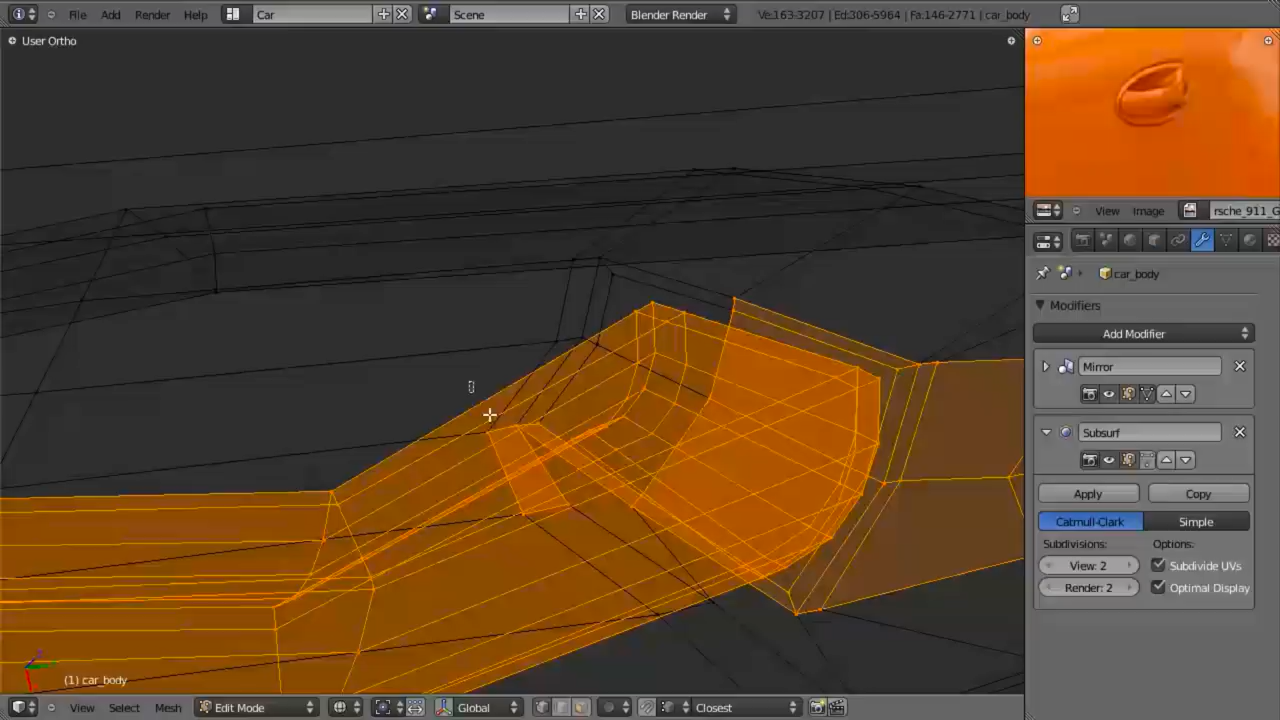 File Add Render Help Car Scene Blender Render Ve:163-3207 | Ed:306-5964 | Fa:146-2771 | car_body
User Ortho
View Image rsche_911_G
car_body
Modifiers
Add Modifier
Mirror
Subsurf
Apply Copy
Catmull-Clark Simple
Subdivisions: Options:
View: 2 Subdivide UVs
Render: 2 Optimal Display
(1) car_body
View Select Mesh Edit Mode Global Closest